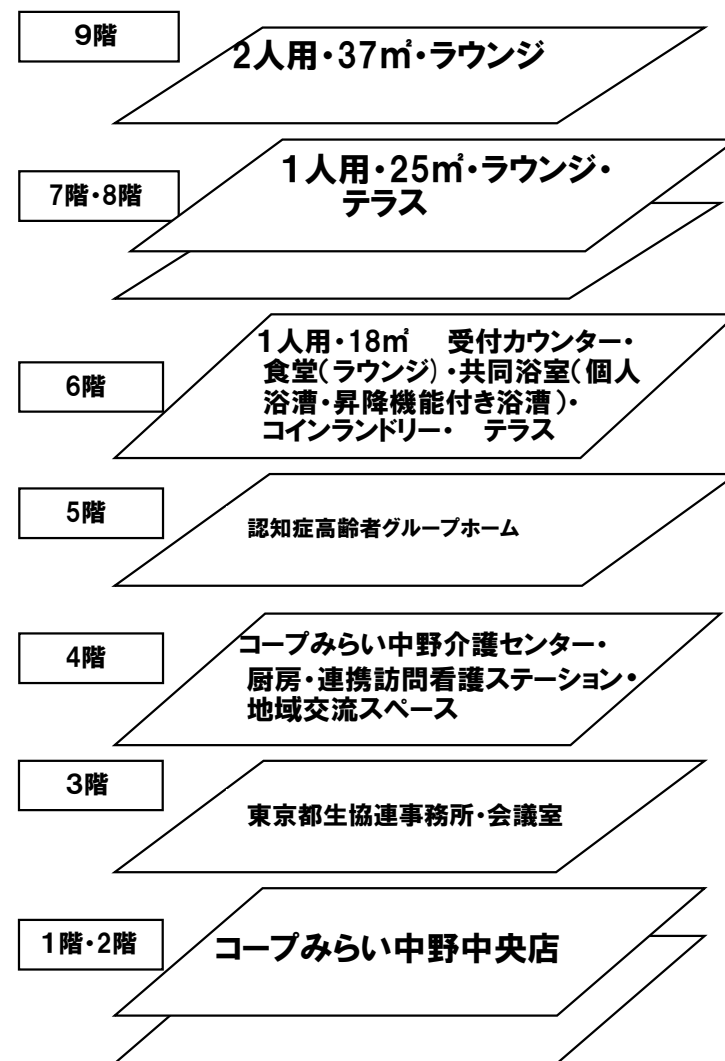 9階
2人用・37㎡・ラウンジ
7階・8階
1人用・25㎡・ラウンジ・
テラス
6階
1人用・18㎡　受付カウンター・
食堂（ラウンジ）・共同浴室（個人
浴漕・昇降機能付き浴漕）・
コインランドリー・　テラス
5階
認知症高齢者グループホーム
4階
コープみらい中野介護センター・
厨房・連携訪問看護ステーション・
地域交流スペース
3階
東京都生協連事務所・会議室
1階・2階
コープみらい中野中央店